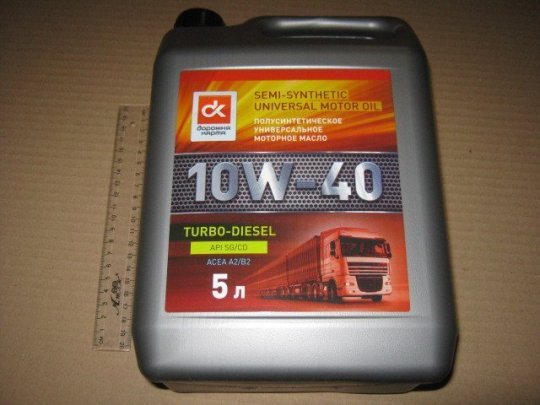 SEMI-SYNTHETIC
UNIVERSAL MOTOR OIL
ПОЛУСИНТЕТИЧЕСКОЕ
УНИВЕРСАЛЬНОЕ
МОТОРНОЕ МАСЛО
дк
дорожня
карта
10W-40
TURBO-DIESEL
API SG/CD
ACEA A2/B2
5 л